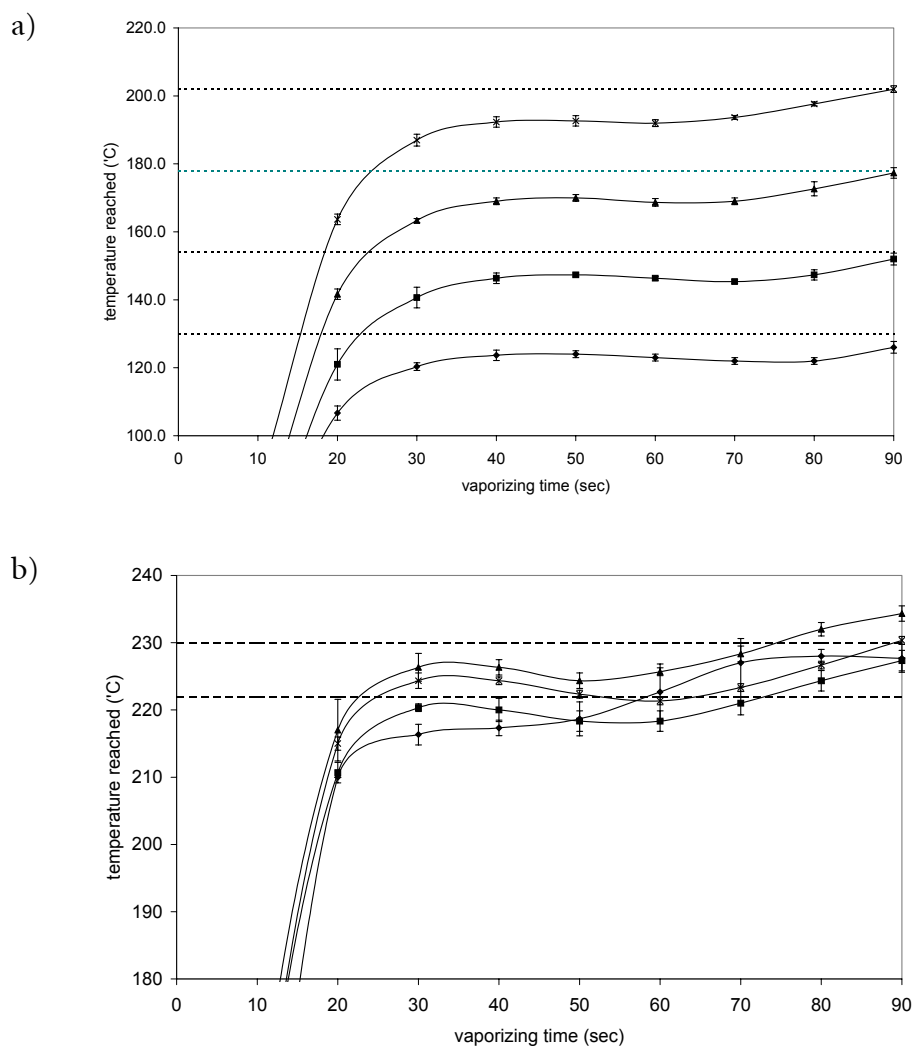 a)
220.0
200.0
180.0
160.0
140.0
120.0
100.0
temperature reached (°C)
0 10 20 30 40 50 60 70 80 90
vaporizing time (sec)
b)
240
230
220
210
200
190
180
temperature reached (°C)
0 10 20 30 40 50 60 70 80 90
vaporizing time (sec)